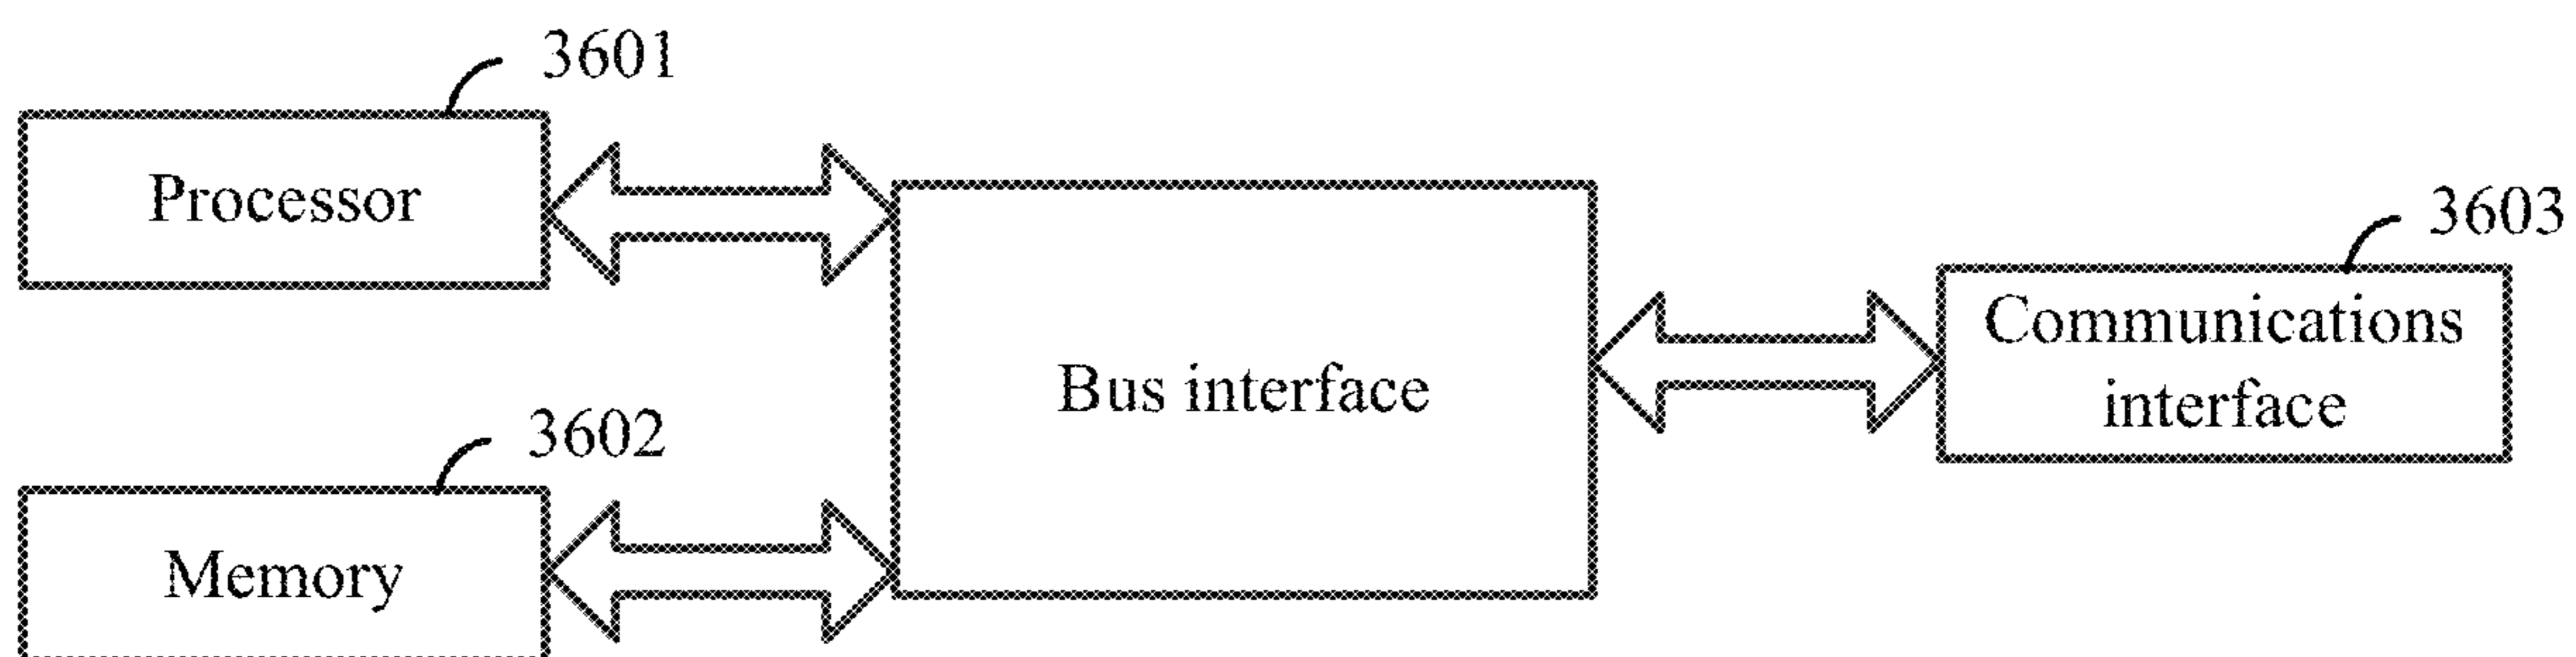 3601
Processor
3603
Communications
interface
Bus interface
3602
Memory